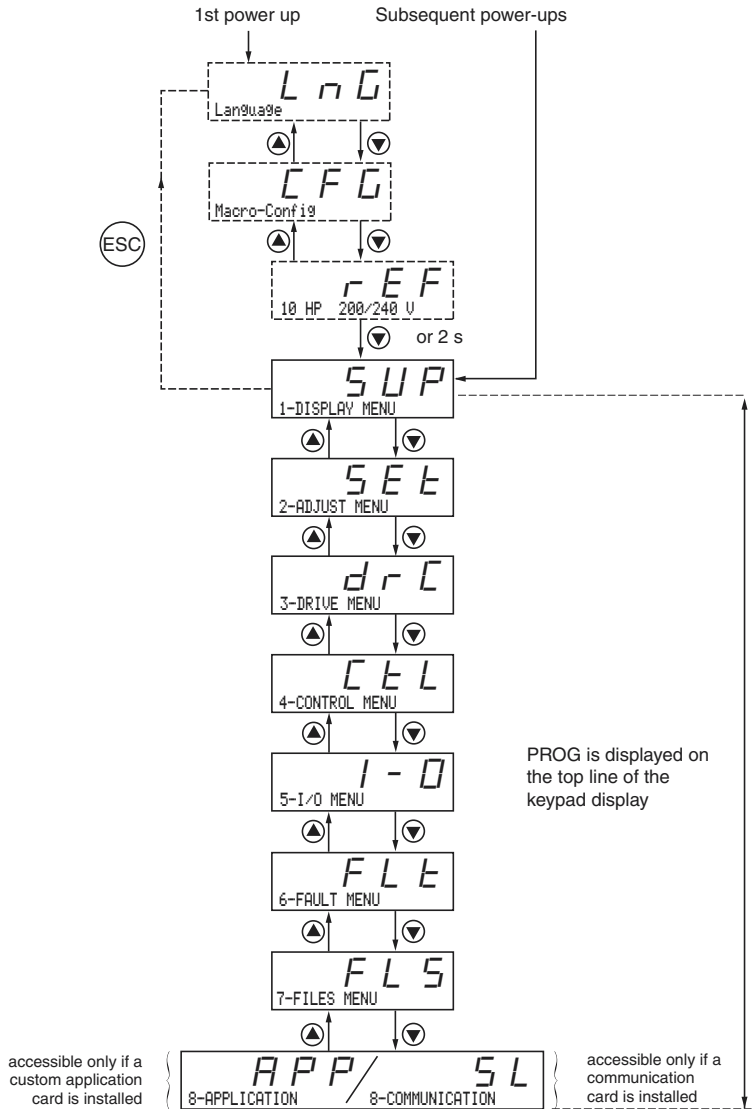 1st power up
Subsequent power-ups
LnG
Language
CFG
Macro-Config
ESC
rEF
10 HP 200/240 V
or 2 s
SUP
1-DISPLAY MENU
SEt
2-ADJUST MENU
drC
3-DRIVE MENU
CtL
4-CONTROL MENU
I-O
5-I/O MENU
PROG is displayed on
the top line of the
keypad display
FLt
6-FAULT MENU
FLS
7-FILES MENU
accessible only if a
custom application
card is installed
APP/ SL
8-APPLICATION / 8-COMMUNICATION
accessible only if a
communication
card is installed